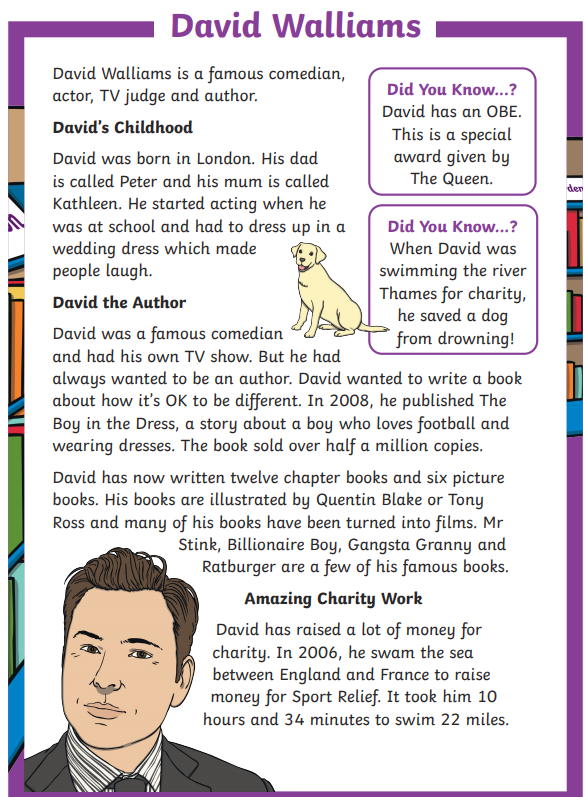 David Walliams
David Walliams is a famous comedian,
actor, TV judge and author.
David's Childhood
David was born in London. His dad
is called Peter and his mum is called
Kathleen. He started acting when he
was at school and had to dress up in a
wedding dress which made
people laugh.
Did You Know...?
David has an OBE.
This is a special
award given by
The Queen.
Did You Know...?
When David was
swimming the river
Thames for charity,
he saved a dog
from drowning!
David the Author
David was a famous comedian
and had his own TV show. But he had
always wanted to be an author. David wanted to write a book
about how it's OK to be different. In 2008, he published The
Boy in the Dress, a story about a boy who loves football and
wearing dresses. The book sold over half a million copies.
David has now written twelve chapter books and six picture
books. His books are illustrated by Quentin Blake or Tony
Ross and many of his books have been turned into films. Mr
Stink, Billionaire Boy, Gangsta Granny and
Ratburger are a few of his famous books.
Amazing Charity Work
David has raised a lot of money for
charity. In 2006, he swam the sea
between England and France to raise
money for Sport Relief. It took him 10
hours and 34 minutes to swim 22 miles.